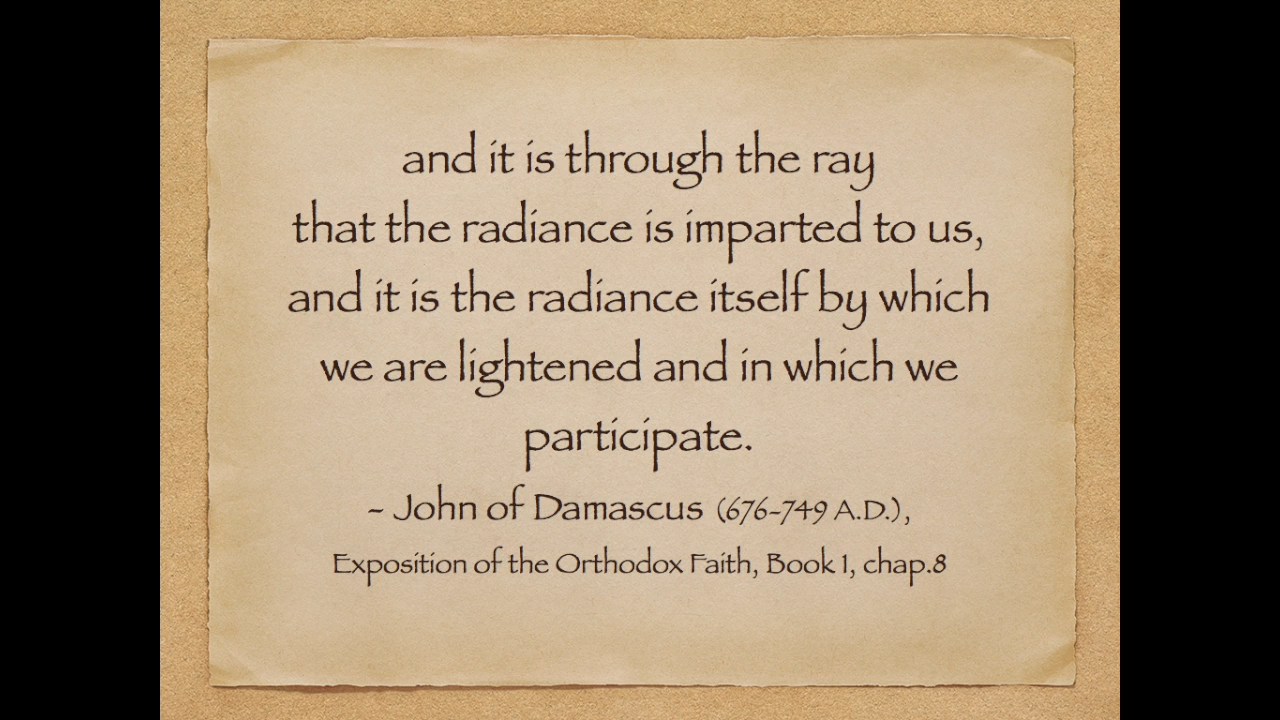 and it is through the ray
that the radiance is imparted to us,
and it is the radiance itself by which
we are lightened and in which we
participate.
~ John of Damascus (676-749 A.D.),
Exposition of the Orthodox Faith, Book 1, chap.8